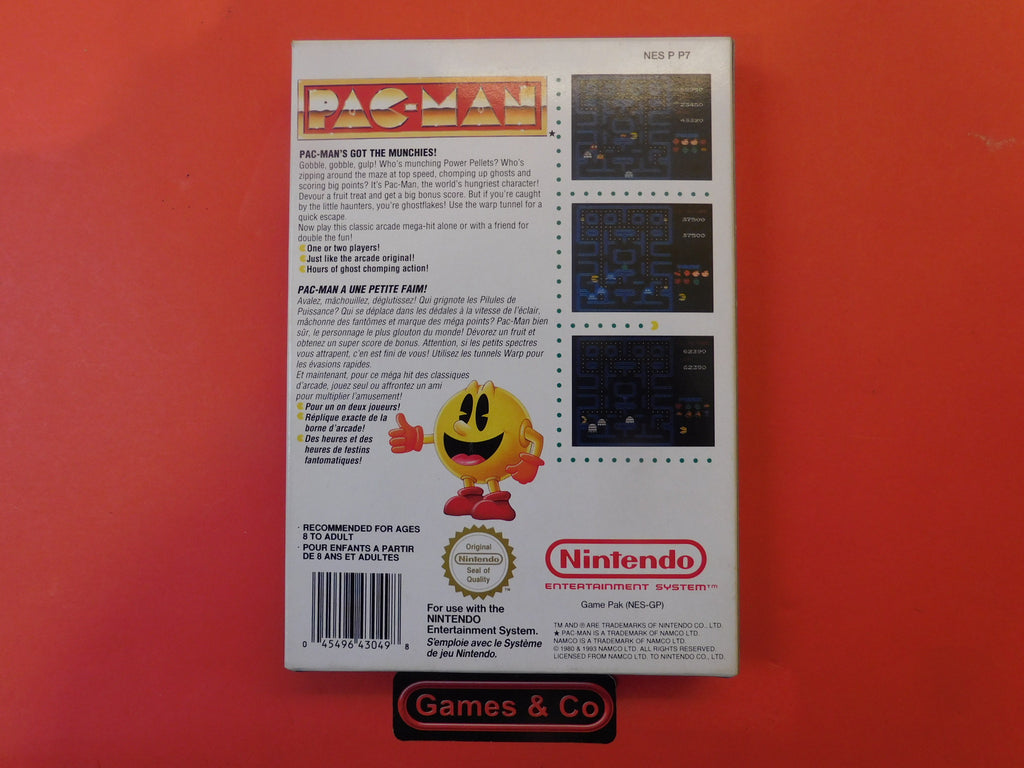 NES P P7
PAC-MAN
PAC-MAN'S GOT THE MUNCHIES!
Gobble, gobble, gulp! Who's munching Power Pellets? Who's
zipping around the maze at top speed, chomping up ghosts and
scoring big points? It's Pac-Man, the world's hungriest character!
Devour a fruit treat and get a big bonus score. But if you're caught
by the little haunters, you're ghostflakes! Use the warp tunnel for a
quick escape.
Now play this classic arcade mega-hit alone or with a friend for
double the fun!
One or two players!
Just like the arcade original!
Hours of ghost chomping action!
PAC-MAN A UNE PETITE FAIM!
Avalez, mâchouillez, déglutissez! Qui grignote les Pilules de
Puissance? Qui se déplace dans les dédales à la vitesse de l'éclair,
mâchonne des fantômes et marque des méga points? Pac-Man bien
sûr, le personnage le plus glouton du monde! Dévorez un fruit et
obtenez un super score de bonus. Attention, si les petits spectres
vous attrapent, c'en est fini de vous! Utilisez les tunnels Warp pour
les évasions rapides.
Et maintenant, pour ce méga hit des classiques
d'arcade, jouez seul ou affrontez un ami
pour multiplier l'amusement!
Pour un on deux joueurs!
Réplique exacte de la
borne d'arcade!
Des heures et des
heures de festins
fantomatiques!
23450
43320
37500
37500
62390
62390
· RECOMMENDED FOR AGES
8 TO ADULT
· POUR ENFANTS A PARTIR
DE 8 ANS ET ADULTES
0 45496 43049 8
Original
Nintendo
Seal of
Quality
TM
For use with the
NINTENDO
Entertainment System.
S'emploie avec le Système
de jeu Nintendo.
Nintendo
ENTERTAINMENT SYSTEM™
Game Pak (NES-GP)
TM AND ® ARE TRADEMARKS OF NINTENDO CO., LTD.
★ PAC-MAN IS A TRADEMARK OF NAMCO LTD.
NAMCO IS A TRADEMARK OF NAMCO LTD.
© 1980 & 1993 NAMCO LTD. ALL RIGHTS RESERVED.
LICENSED FROM NAMCO LTD. TO NINTENDO CO., LTD.
Games & Co